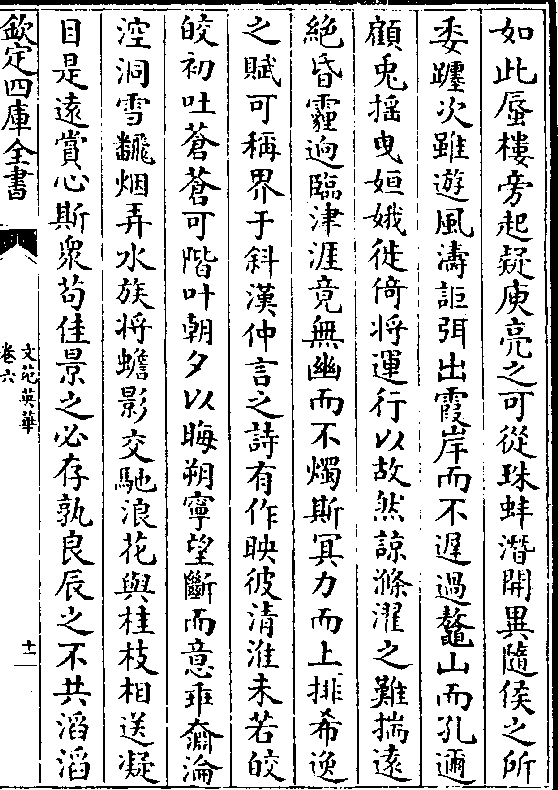 如此蜃樓旁起疑庾亮之可從珠蚌潛開異隨侯之所
委躔次雖遊風濤詎弭出霞岸而不遲過鼇山而孔邇
顧兎揺曳姮娥徙倚將運行以故然諒滌濯之難揣遠
絶昏霾迥臨津涯竟無幽而不燭斯冥力而上排希逸
之賦可稱界于斜漢仲言之詩有作映彼清淮未若皎
皎初吐蒼蒼可階叶朝夕以晦朔寧望斷而意乖奫淪
涳洞雪飜烟弄水族将蟾影交馳浪花與桂枝相送凝
目是遠賞心斯衆茍佳景之必存孰良辰之不共滔滔
欽定四庫全書
文苑英華
卷六
十一